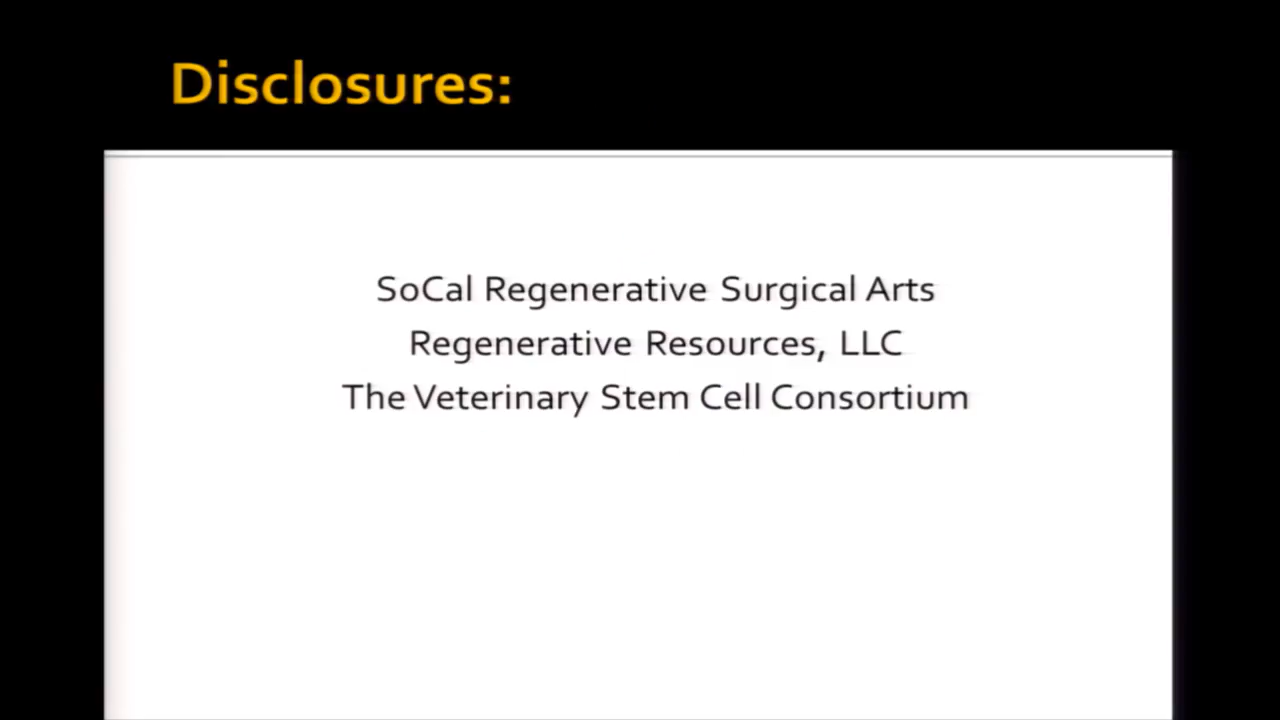 Disclosures:
SoCal Regenerative Surgical Arts
Regenerative Resources, LLC
The Veterinary Stem Cell Consortium